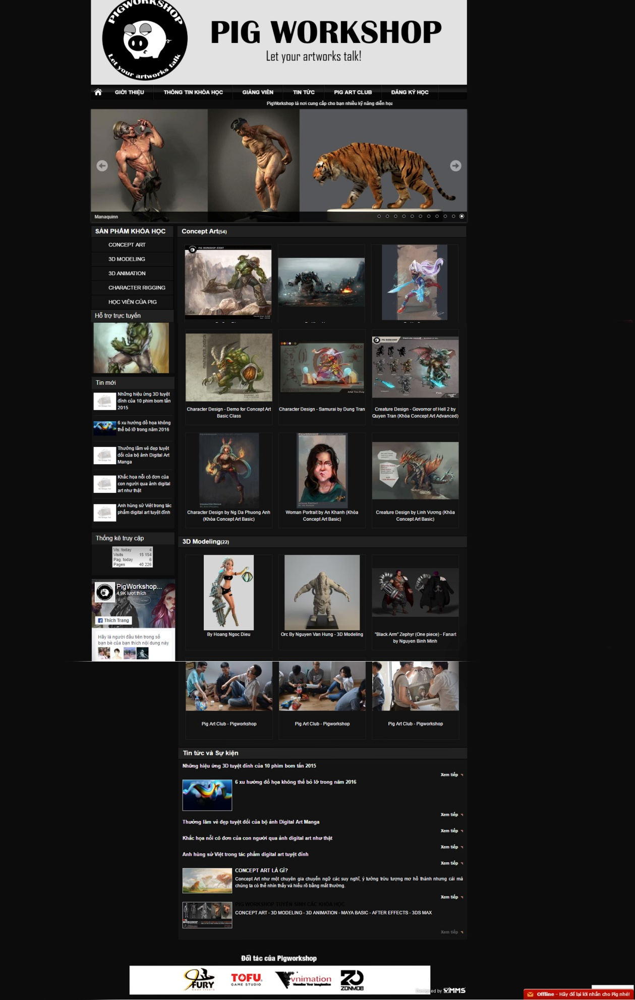 PIGWORKSHOP
Let your artworks talk
PIG WORKSHOP
Let your artworks talk!
GIỚI THIỆU
THÔNG TIN KHÓA HỌC
GIẢNG VIÊN
TIN TỨC
PIG ART CLUB
ĐĂNG KÝ HỌC
PigWorkshop là nơi cung cấp cho bạn nhiều kỹ năng diễn họa
Manaquinn
SẢN PHẨM KHÓA HỌC
CONCEPT ART
3D MODELING
3D ANIMATION
CHARACTER RIGGING
HỌC VIÊN CỦA PIG
Hỗ trợ trực tuyến
Tin mới
Những hiệu ứng 3D tuyệt
đỉnh của 10 phim bom tấn
2015
6 xu hướng đồ họa không
thể bỏ lỡ trong năm 2016
Thưởng lãm vẻ đẹp tuyệt
đối của bộ ảnh Digital Art
Manga
Khắc họa nỗi cô đơn của
con người qua ảnh digital
art như thật
Anh hùng sử Việt trong tác
phẩm digital art tuyệt đỉnh
Thống kê truy cập
Vis. today 4
Visits 15 154
Pag. today 6
Pages 40 226
PigWorkshop...
4,9K lượt thích
Thích Trang
Hãy là người đầu tiên trong số
bạn bè của bạn thích nội dung này
Concept Art(54)
PIG WORKSHOP EVENT
Character Design - Demo for Concept Art
Basic Class
Character Design - Samurai by Dung Tran
PIG WORKSHOP
Creature Design - Govornor of Hell 2 by
Quyen Tran (Khóa Concept Art Advanced)
CHARACTER DESIGN
Character Design by Ng Da Phuong Anh
(Khóa Concept Art Basic)
PIGWORKSHOP
WOMAN PORTRAIT
Woman Portrait by An Khanh (Khóa
Concept Art Basic)
Creature Design by Linh Vương (Khóa
Concept Art Basic)
3D Modeling(22)
By Hoang Ngoc Dieu
Orc By Nguyen Van Hung - 3D Modeling
"Black Arm" Zephyr (One piece) - Fanart
by Nguyen Binh Minh
Pig Art Club - Pigworkshop
Pig Art Club - Pigworkshop
Pig Art Club - Pigworkshop
Tin tức và Sự kiện
Những hiệu ứng 3D tuyệt đỉnh của 10 phim bom tấn 2015
Xem tiếp
6 xu hướng đồ họa không thể bỏ lỡ trong năm 2016
Xem tiếp
Thưởng lãm vẻ đẹp tuyệt đối của bộ ảnh Digital Art Manga
Xem tiếp
Khắc họa nỗi cô đơn của con người qua ảnh digital art như thật
Xem tiếp
Anh hùng sử Việt trong tác phẩm digital art tuyệt đỉnh
Xem tiếp
CONCEPT ART LÀ GÌ?
Concept Art như một chuyên gia chuyển ngữ các suy nghĩ, ý tưởng trừu tượng mơ hồ thành nhưng cái mà
chúng ta có thể nhìn thấy và hiểu rõ bằng mắt thường.
Xem tiếp
PIG WORKSHOP TUYỂN SINH CÁC KHÓA HỌC
CONCEPT ART - 3D MODELING - 3D ANIMATION - MAYA BASIC - AFTER EFFECTS - 3DS MAX
Xem tiếp
Đối tác của Pigworkshop
9FURY
GAME STUDIO
TOFU
GAME STUDIO
vnimation
Visualize Your Imagination
ZONMOB
Designed by MMS
Offline - Hãy để lại lời nhắn cho Pig nhé!